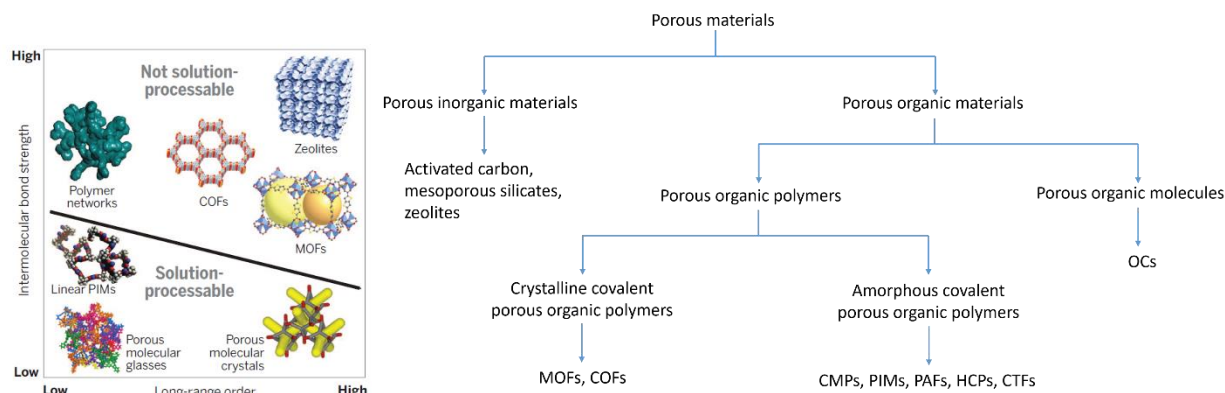 High
Not solution-
processable
Intermolecular bond strength
Zeolites
Polymer
networks
COFs
MOFs
Linear PIMs
Solution-
processable
Porous
molecular
glasses
Porous
molecular
crystals
Low
Low
Long-range order
High
Porous materials
Porous inorganic materials
Porous organic materials
Activated carbon,
mesoporous silicates,
zeolites
Porous organic polymers
Porous organic molecules
OCs
Crystalline covalent
porous organic polymers
Amorphous covalent
porous organic polymers
MOFs, COFs
CMPs, PIMs, PAFs, HCPs, CTFs